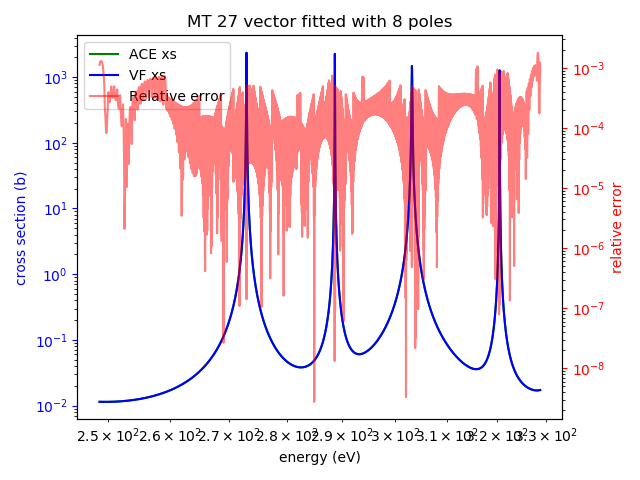 MT 27 vector fitted with 8 poles
ACE xs
VF xs
Relative error
cross section (b)
10³
10²
10¹
10⁰
10⁻¹
10⁻²
10⁻³
10⁻⁴
10⁻⁵
10⁻⁶
10⁻⁷
10⁻⁸
relative error
2.5 × 10² 2.6 × 10² 2.7 × 10² 2.8 × 10² 2.9 × 10² 3 × 10² 3.1 × 10² 3.2 × 10² 3.3 × 10²
energy (eV)